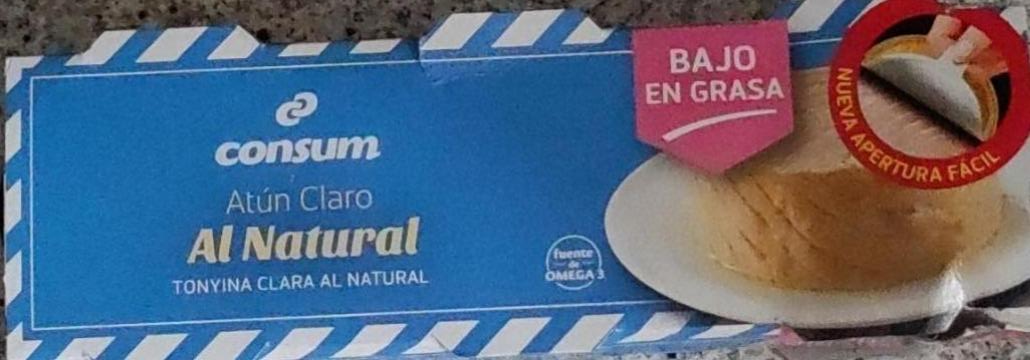 consum
Atún Claro
Al Natural
TONYINA CLARA AL NATURAL
fuente
de
OMEGA 3
BAJO
EN GRASA
NUEVA APERTURA FÁCIL